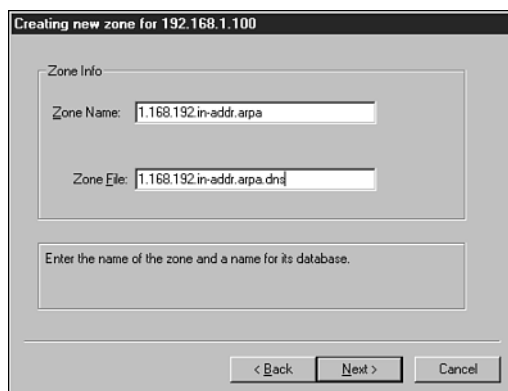 Creating new zone for 192.168.1.100
Zone Info
Zone Name: 1.168.192.in-addr.arpa
Zone File: 1.168.192.in-addr.arpa.dns
Enter the name of the zone and a name for its database.
< Back Next > Cancel